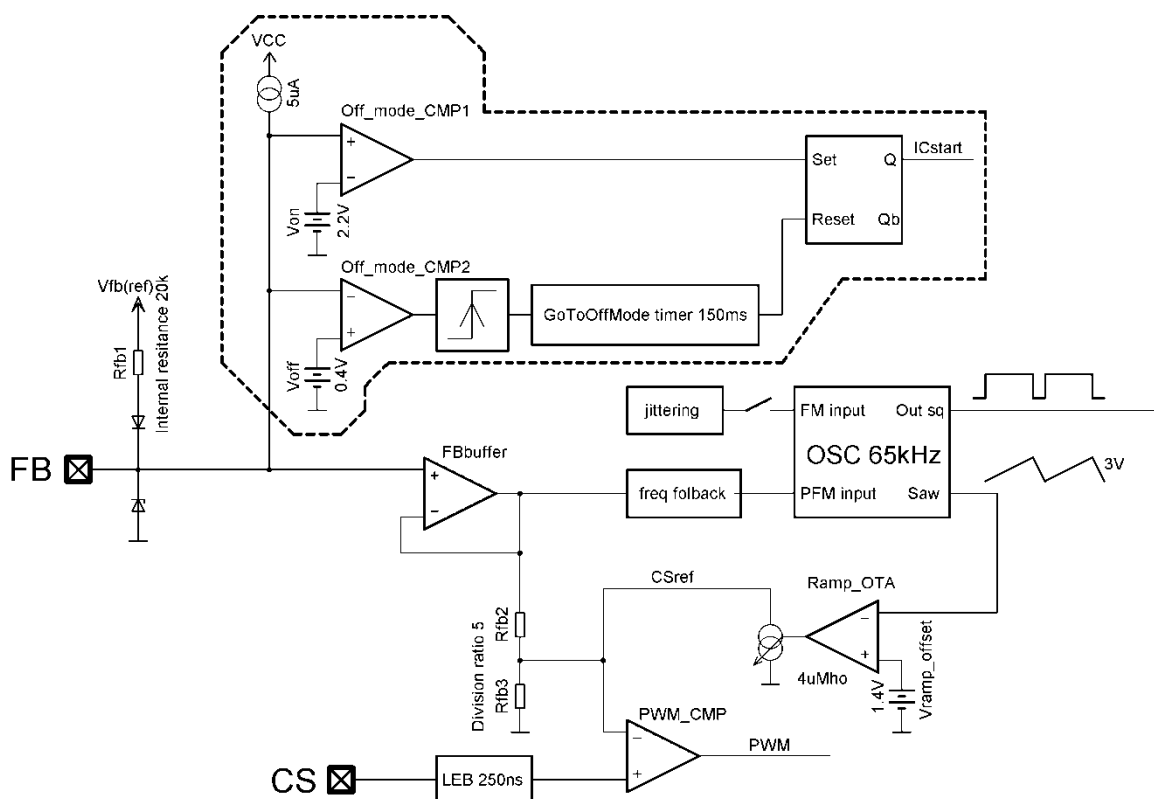 VCC
5uA
Off_mode_CMP1
+
−
Von
2.2V
Set
Q
ICstart
Reset
Qb
Off_mode_CMP2
−
+
Voff
0.4V
GoToOffMode timer 150ms
Vfb(ref)
Rfb1
Internal resitance 20k
FB
FBbuffer
+
−
jittering
FM input
Out sq
OSC 65kHz
freq folback
PFM input
Saw
3V
CSref
Ramp_OTA
−
+
4uMho
1.4V
Vramp_offset
Division ratio 5
Rfb2
Rfb3
PWM_CMP
−
+
PWM
CS
LEB 250ns